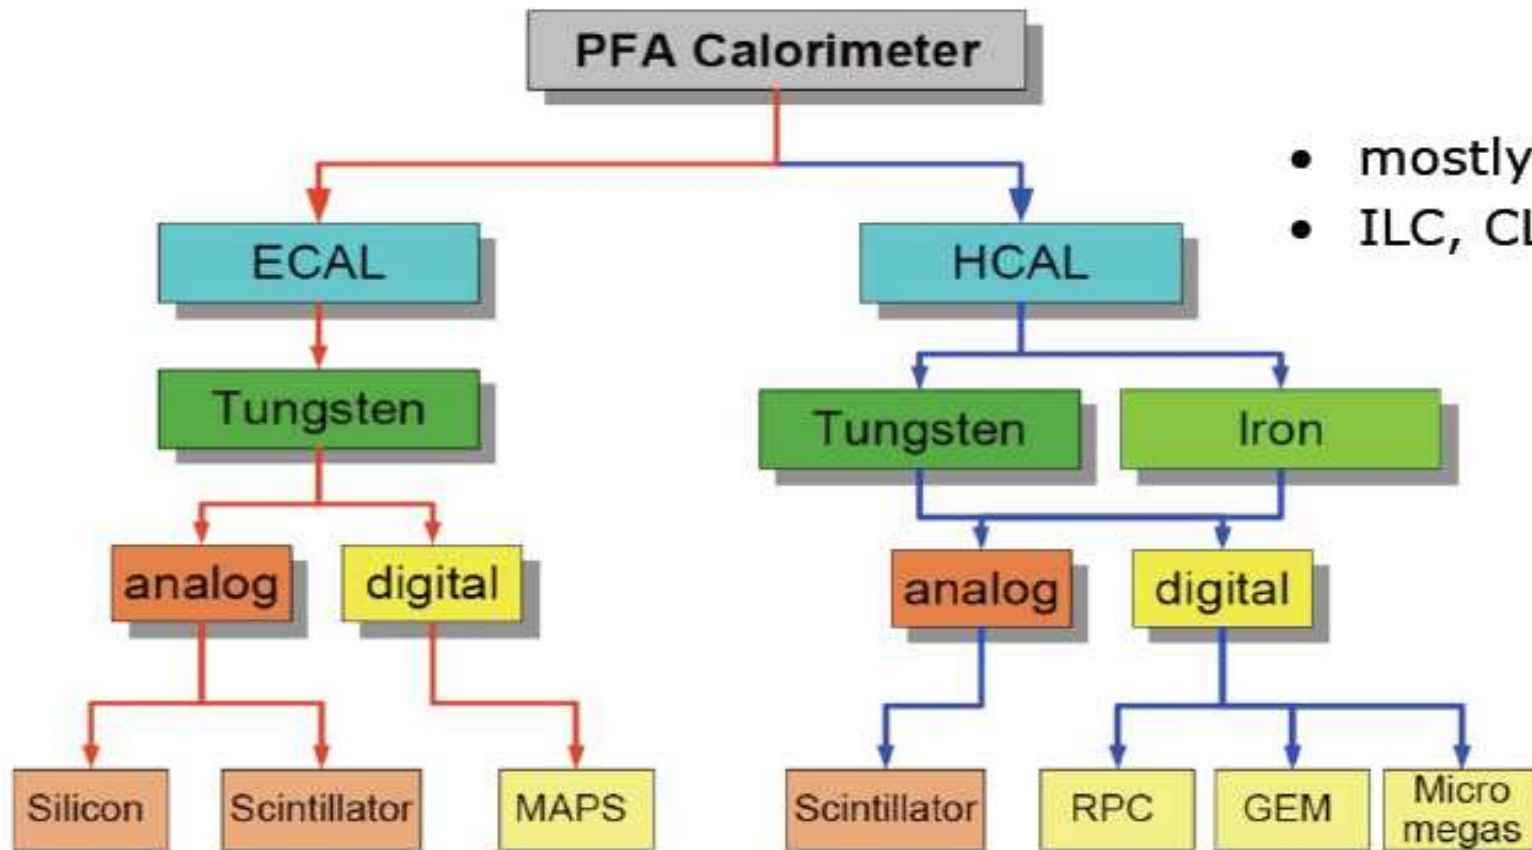 PFA Calorimeter
• mostly
• ILC,
ECAL
HCAL
Tungsten
Tungsten
Iron
analog
digital
analog
digital
Silicon
Scintillator
MAPS
Scintillator
RPC
GEM
Micro
megas